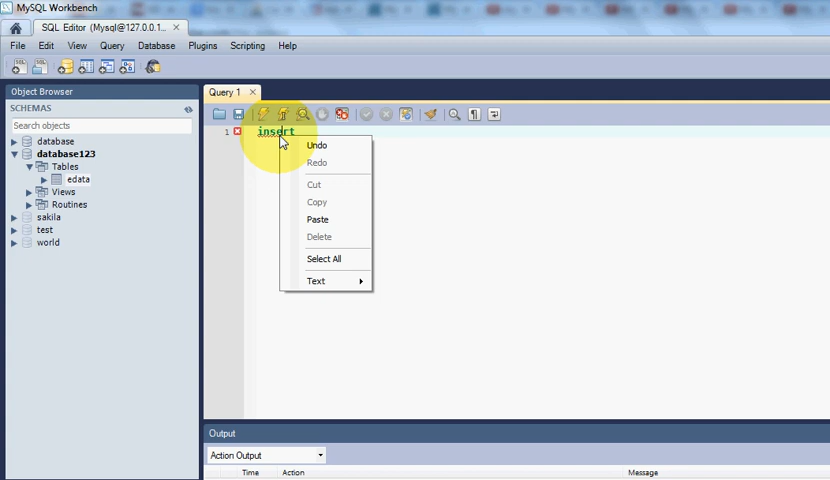 MySQL Workbench
SQL Editor (Mysql@127.0.0.1... ×
File Edit View Query Database Plugins Scripting Help
Object Browser
SCHEMAS
Search objects
database
database123
Tables
edata
Views
Routines
sakila
test
world
Query 1 ×
1 insert
Undo
Redo
Cut
Copy
Paste
Delete
Select All
Text
Output
Action Output
Time Action Message